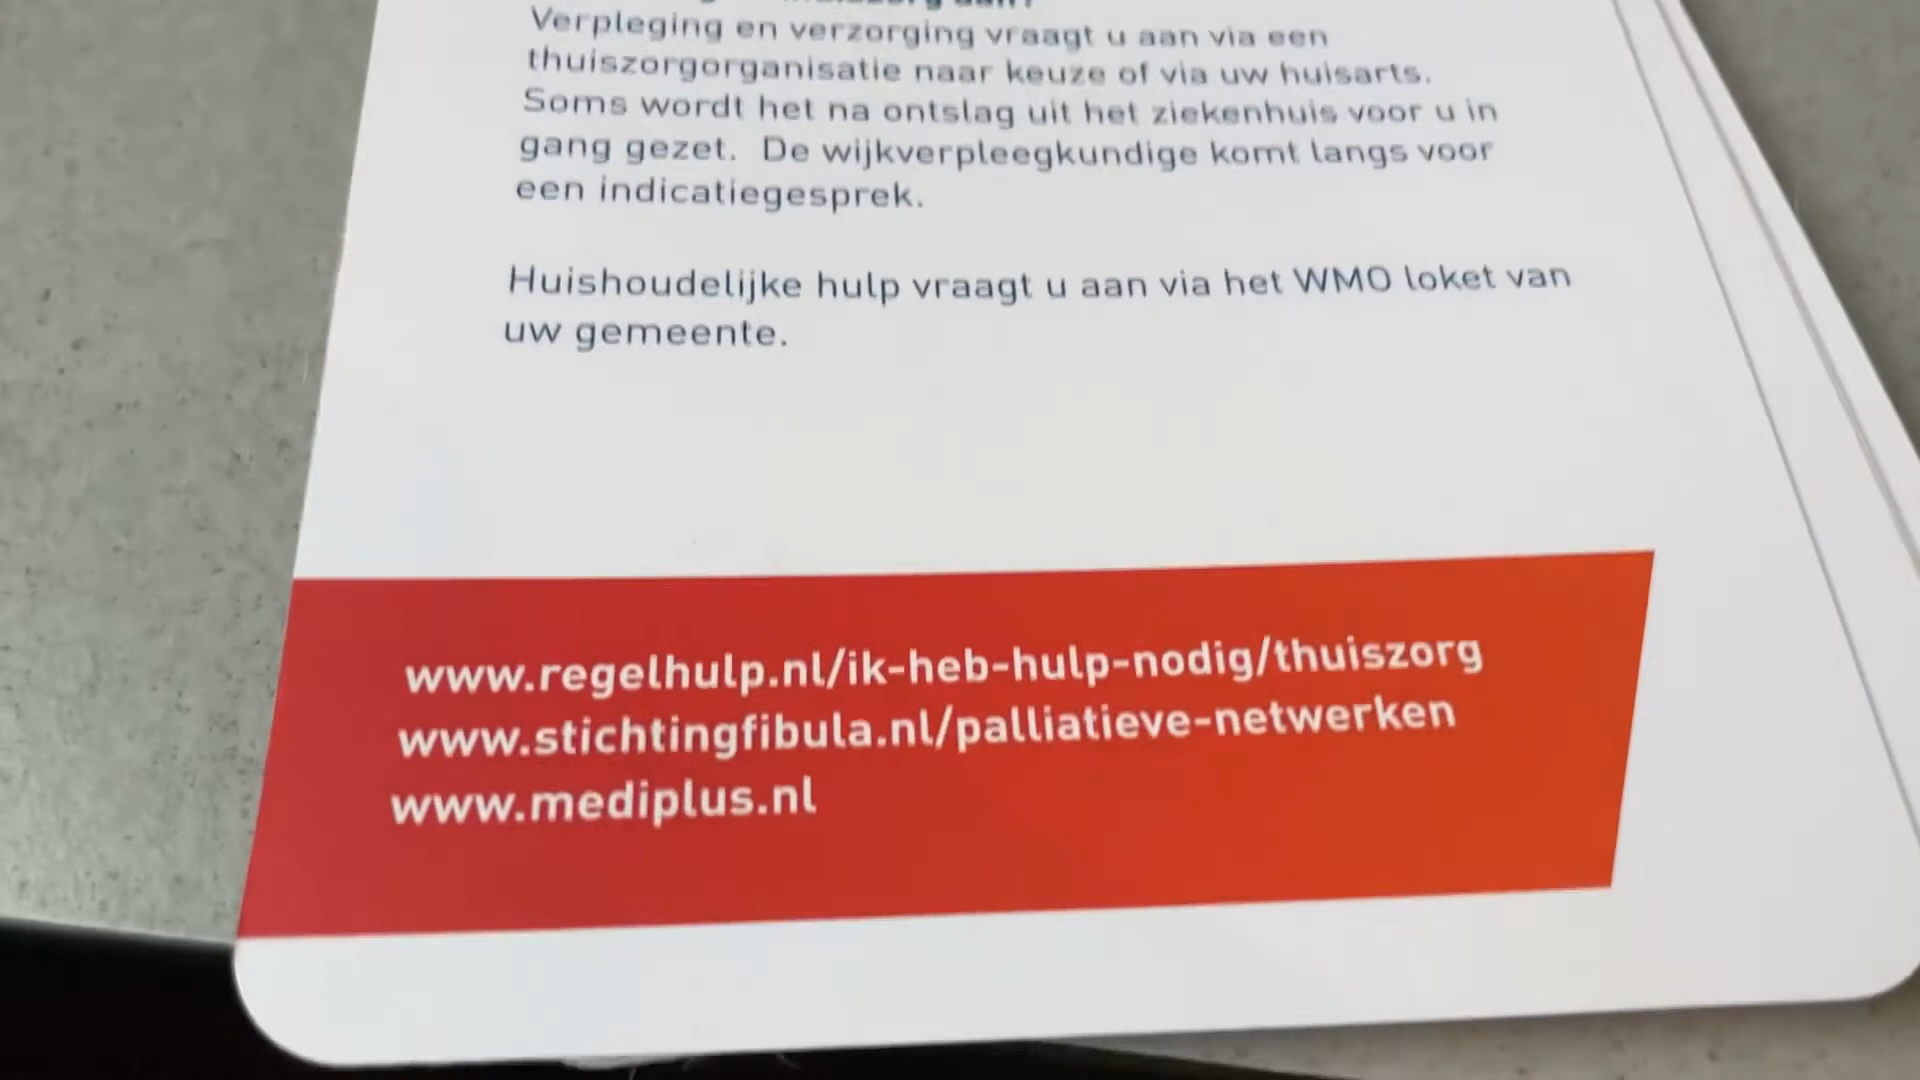 Verpleging en verzorging vraagt u aan via een
thuiszorgorganisatie naar keuze of via uw huisarts.
Soms wordt het na ontslag uit het ziekenhuis voor u in
gang gezet. De wijkverpleegkundige komt langs voor
een indicatiegesprek.
Huishoudelijke hulp vraagt u aan via het WMO loket van
uw gemeente.
www.regelhulp.nl/ik-heb-hulp-nodig/thuiszorg
www.stichtingfibula.nl/palliatieve-netwerken
www.mediplus.nl